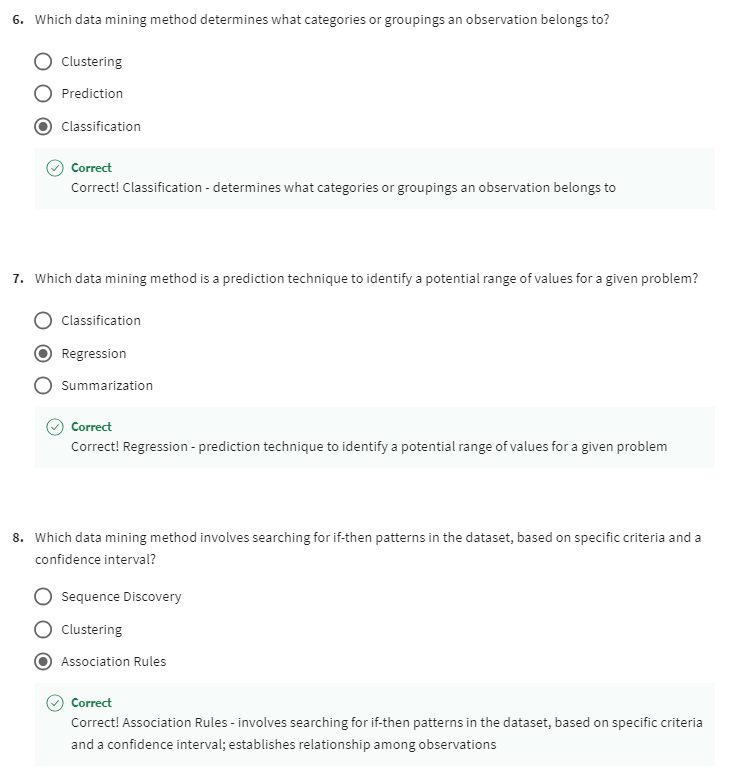 6. Which data mining method determines what categories or groupings an observation belongs to?
Clustering
Prediction
Classification
Correct
Correct! Classification - determines what categories or groupings an observation belongs to
7. Which data mining method is a prediction technique to identify a potential range of values for a given problem?
Classification
Regression
Summarization
Correct
Correct! Regression - prediction technique to identify a potential range of values for a given problem
8. Which data mining method involves searching for if-then patterns in the dataset, based on specific criteria and a
confidence interval?
Sequence Discovery
Clustering
Association Rules
Correct
Correct! Association Rules - involves searching for if-then patterns in the dataset, based on specific criteria
and a confidence interval; establishes relationship among observations